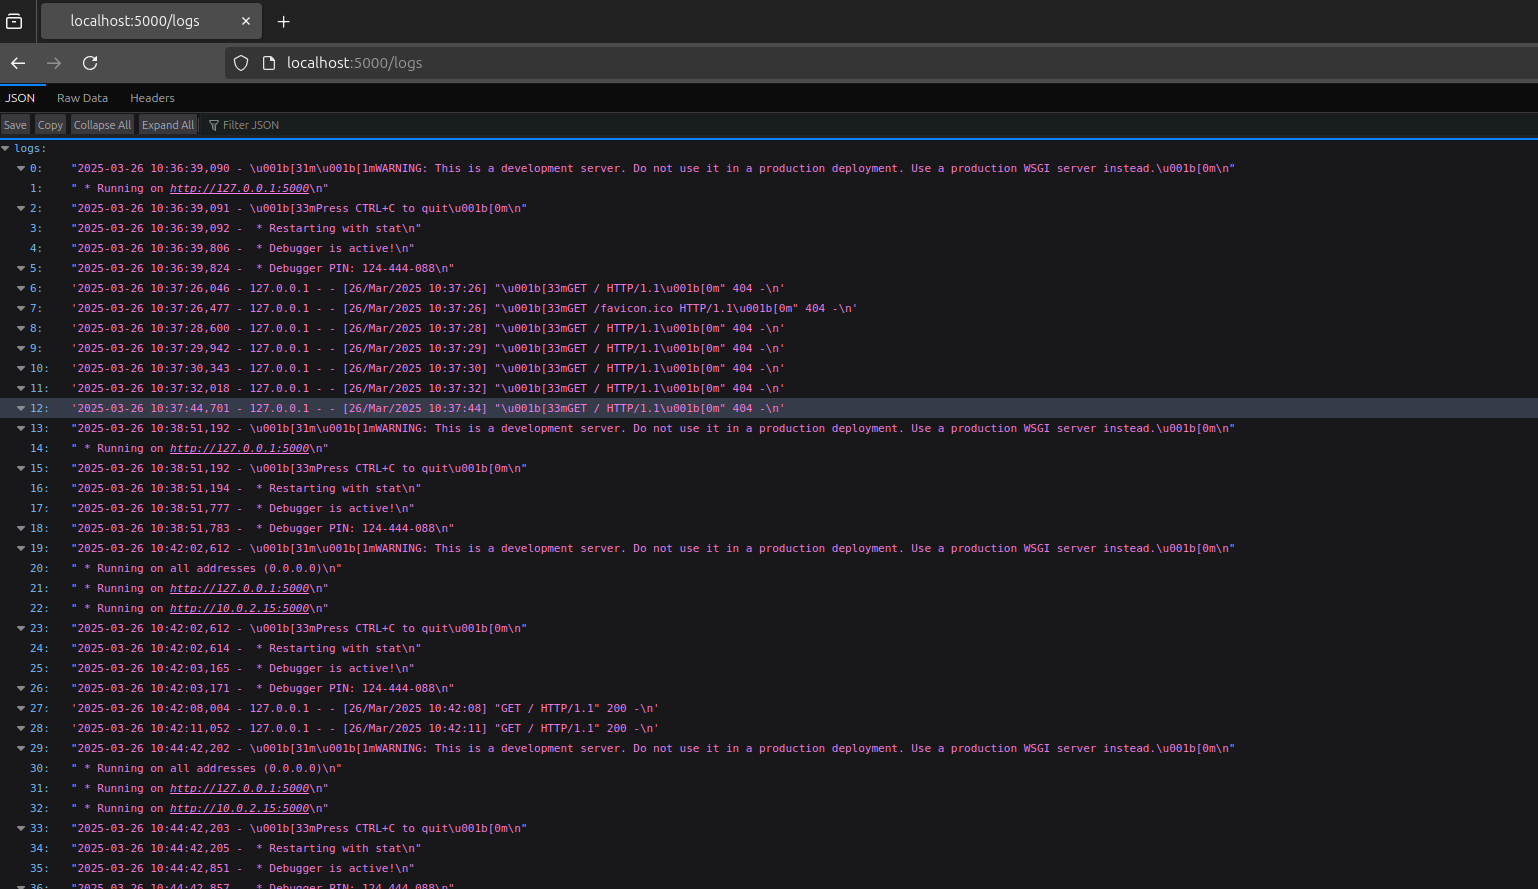 localhost:5000/logs
localhost:5000/logs
JSON Raw Data Headers
Save Copy Collapse All Expand All Filter JSON
logs:
0: "2025-03-26 10:36:39,090 - \u001b[31m\u001b[1mWARNING: This is a development server. Do not use it in a production deployment. Use a production WSGI server instead.\u001b[0m\n"
1: " * Running on http://127.0.0.1:5000\n"
2: "2025-03-26 10:36:39,091 - \u001b[33mPress CTRL+C to quit\u001b[0m\n"
3: "2025-03-26 10:36:39,092 -  * Restarting with stat\n"
4: "2025-03-26 10:36:39,806 -  * Debugger is active!\n"
5: "2025-03-26 10:36:39,824 -  * Debugger PIN: 124-444-088\n"
6: '2025-03-26 10:37:26,046 - 127.0.0.1 - - [26/Mar/2025 10:37:26] "\u001b[33mGET / HTTP/1.1\u001b[0m" 404 -\n'
7: '2025-03-26 10:37:26,477 - 127.0.0.1 - - [26/Mar/2025 10:37:26] "\u001b[33mGET /favicon.ico HTTP/1.1\u001b[0m" 404 -\n'
8: '2025-03-26 10:37:28,600 - 127.0.0.1 - - [26/Mar/2025 10:37:28] "\u001b[33mGET / HTTP/1.1\u001b[0m" 404 -\n'
9: '2025-03-26 10:37:29,942 - 127.0.0.1 - - [26/Mar/2025 10:37:29] "\u001b[33mGET / HTTP/1.1\u001b[0m" 404 -\n'
10: '2025-03-26 10:37:30,343 - 127.0.0.1 - - [26/Mar/2025 10:37:30] "\u001b[33mGET / HTTP/1.1\u001b[0m" 404 -\n'
11: '2025-03-26 10:37:32,018 - 127.0.0.1 - - [26/Mar/2025 10:37:32] "\u001b[33mGET / HTTP/1.1\u001b[0m" 404 -\n'
12: '2025-03-26 10:37:44,701 - 127.0.0.1 - - [26/Mar/2025 10:37:44] "\u001b[33mGET / HTTP/1.1\u001b[0m" 404 -\n'
13: "2025-03-26 10:38:51,192 - \u001b[31m\u001b[1mWARNING: This is a development server. Do not use it in a production deployment. Use a production WSGI server instead.\u001b[0m\n"
14: " * Running on http://127.0.0.1:5000\n"
15: "2025-03-26 10:38:51,192 - \u001b[33mPress CTRL+C to quit\u001b[0m\n"
16: "2025-03-26 10:38:51,194 -  * Restarting with stat\n"
17: "2025-03-26 10:38:51,777 -  * Debugger is active!\n"
18: "2025-03-26 10:38:51,783 -  * Debugger PIN: 124-444-088\n"
19: "2025-03-26 10:42:02,612 - \u001b[31m\u001b[1mWARNING: This is a development server. Do not use it in a production deployment. Use a production WSGI server instead.\u001b[0m\n"
20: " * Running on all addresses (0.0.0.0)\n"
21: " * Running on http://127.0.0.1:5000\n"
22: " * Running on http://10.0.2.15:5000\n"
23: "2025-03-26 10:42:02,612 - \u001b[33mPress CTRL+C to quit\u001b[0m\n"
24: "2025-03-26 10:42:02,614 -  * Restarting with stat\n"
25: "2025-03-26 10:42:03,165 -  * Debugger is active!\n"
26: "2025-03-26 10:42:03,171 -  * Debugger PIN: 124-444-088\n"
27: '2025-03-26 10:42:08,004 - 127.0.0.1 - - [26/Mar/2025 10:42:08] "GET / HTTP/1.1" 200 -\n'
28: '2025-03-26 10:42:11,052 - 127.0.0.1 - - [26/Mar/2025 10:42:11] "GET / HTTP/1.1" 200 -\n'
29: "2025-03-26 10:44:42,202 - \u001b[31m\u001b[1mWARNING: This is a development server. Do not use it in a production deployment. Use a production WSGI server instead.\u001b[0m\n"
30: " * Running on all addresses (0.0.0.0)\n"
31: " * Running on http://127.0.0.1:5000\n"
32: " * Running on http://10.0.2.15:5000\n"
33: "2025-03-26 10:44:42,203 - \u001b[33mPress CTRL+C to quit\u001b[0m\n"
34: "2025-03-26 10:44:42,205 -  * Restarting with stat\n"
35: "2025-03-26 10:44:42,851 -  * Debugger is active!\n"
36: "2025-03-26 10:44:42,857 -  * Debugger PIN: 124-444-088\n"